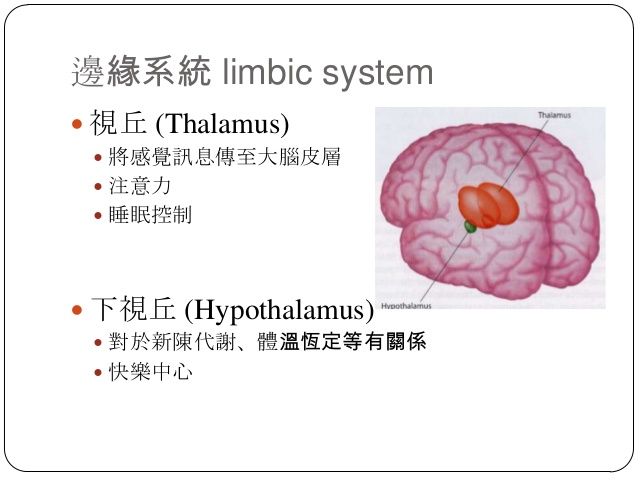 邊緣系統 limbic system
視丘 (Thalamus)
將感覺訊息傳至大腦皮層
注意力
睡眠控制
Thalamus
Hypothalamus
下視丘 (Hypothalamus)
對於新陳代謝、體溫恆定等有關係
快樂中心